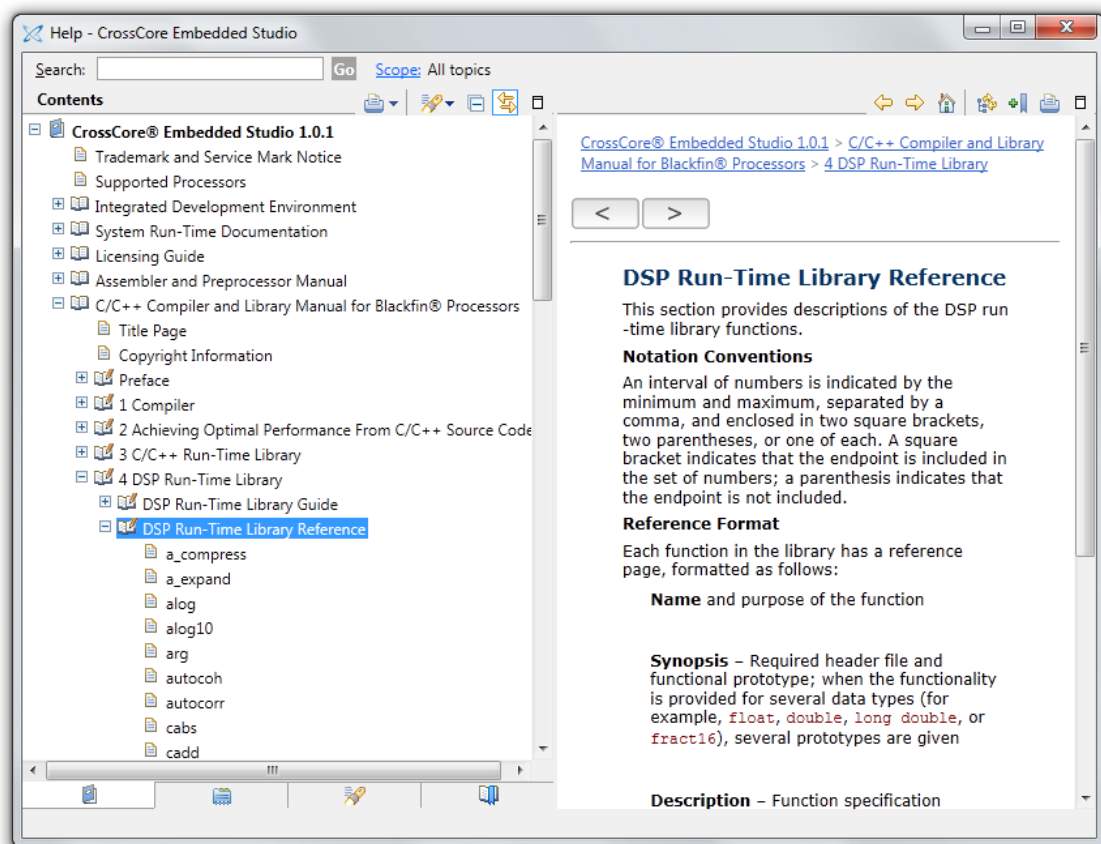 Help - CrossCore Embedded Studio
Search:
Go
Scope: All topics
Contents
CrossCore® Embedded Studio 1.0.1
Trademark and Service Mark Notice
Supported Processors
Integrated Development Environment
System Run-Time Documentation
Licensing Guide
Assembler and Preprocessor Manual
C/C++ Compiler and Library Manual for Blackfin® Processors
Title Page
Copyright Information
Preface
1 Compiler
2 Achieving Optimal Performance From C/C++ Source Code
3 C/C++ Run-Time Library
4 DSP Run-Time Library
DSP Run-Time Library Guide
DSP Run-Time Library Reference
a_compress
a_expand
alog
alog10
arg
autocoh
autocorr
cabs
cadd
CrossCore® Embedded Studio 1.0.1 > C/C++ Compiler and Library
Manual for Blackfin® Processors > 4 DSP Run-Time Library
< >
DSP Run-Time Library Reference
This section provides descriptions of the DSP run
-time library functions.
Notation Conventions
An interval of numbers is indicated by the
minimum and maximum, separated by a
comma, and enclosed in two square brackets,
two parentheses, or one of each. A square
bracket indicates that the endpoint is included in
the set of numbers; a parenthesis indicates that
the endpoint is not included.
Reference Format
Each function in the library has a reference
page, formatted as follows:
Name and purpose of the function
Synopsis – Required header file and
functional prototype; when the functionality
is provided for several data types (for
example, float, double, long double, or
fract16), several prototypes are given
Description – Function specification